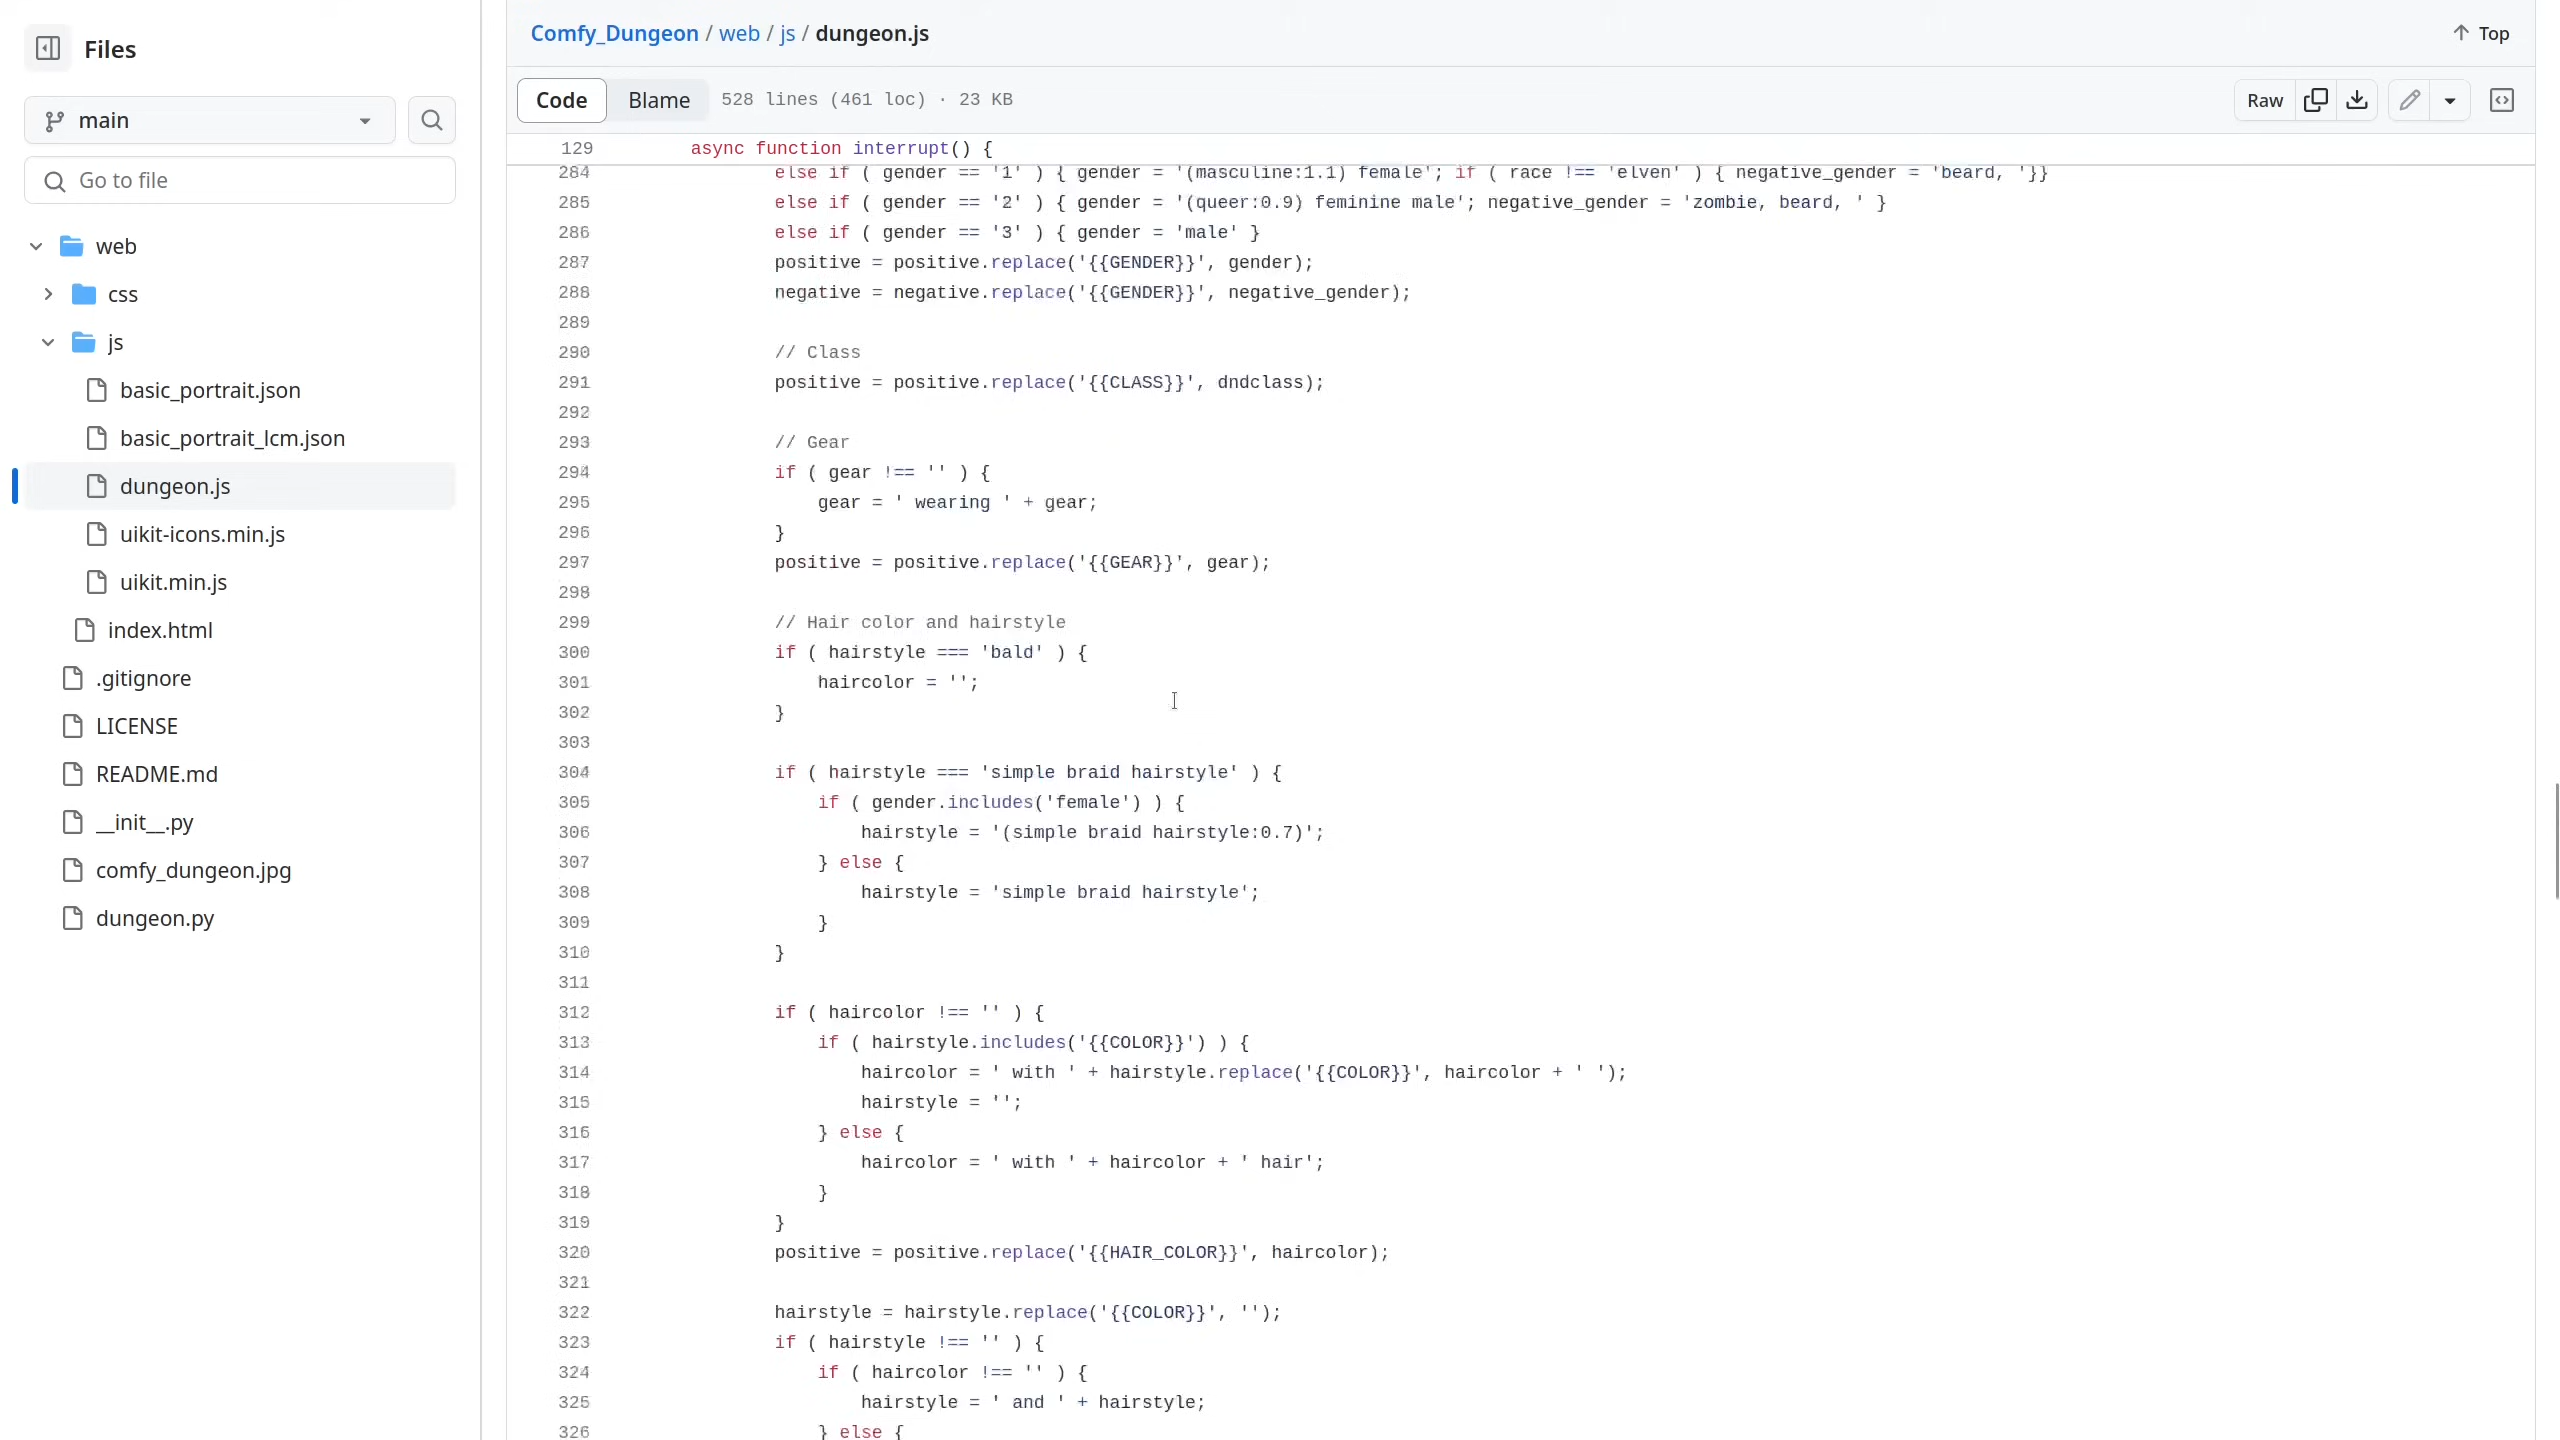 Files
main
Go to file
web
css
js
basic_portrait.json
basic_portrait_lcm.json
dungeon.js
uikit-icons.min.js
uikit.min.js
index.html
.gitignore
LICENSE
README.md
__init__.py
comfy_dungeon.jpg
dungeon.py
Comfy_Dungeon / web / js / dungeon.js
Top
Code Blame 528 lines (461 loc) · 23 KB
Raw
129 async function interrupt() {
284 else if ( gender == '1' ) { gender = '(masculine:1.1) female'; if ( race !== 'elven' ) { negative_gender = 'beard, '}}
285 else if ( gender == '2' ) { gender = '(queer:0.9) feminine male'; negative_gender = 'zombie, beard, ' }
286 else if ( gender == '3' ) { gender = 'male' }
287 positive = positive.replace('{{GENDER}}', gender);
288 negative = negative.replace('{{GENDER}}', negative_gender);
289
290 // Class
291 positive = positive.replace('{{CLASS}}', dndclass);
292
293 // Gear
294 if ( gear !== '' ) {
295 gear = ' wearing ' + gear;
296 }
297 positive = positive.replace('{{GEAR}}', gear);
298
299 // Hair color and hairstyle
300 if ( hairstyle === 'bald' ) {
301 haircolor = '';
302 }
303
304 if ( hairstyle === 'simple braid hairstyle' ) {
305 if ( gender.includes('female') ) {
306 hairstyle = '(simple braid hairstyle:0.7)';
307 } else {
308 hairstyle = 'simple braid hairstyle';
309 }
310 }
311
312 if ( haircolor !== '' ) {
313 if ( hairstyle.includes('{{COLOR}}') ) {
314 haircolor = ' with ' + hairstyle.replace('{{COLOR}}', haircolor + ' ');
315 hairstyle = '';
316 } else {
317 haircolor = ' with ' + haircolor + ' hair';
318 }
319 }
320 positive = positive.replace('{{HAIR_COLOR}}', haircolor);
321
322 hairstyle = hairstyle.replace('{{COLOR}}', '');
323 if ( hairstyle !== '' ) {
324 if ( haircolor !== '' ) {
325 hairstyle = ' and ' + hairstyle;
326 } else {